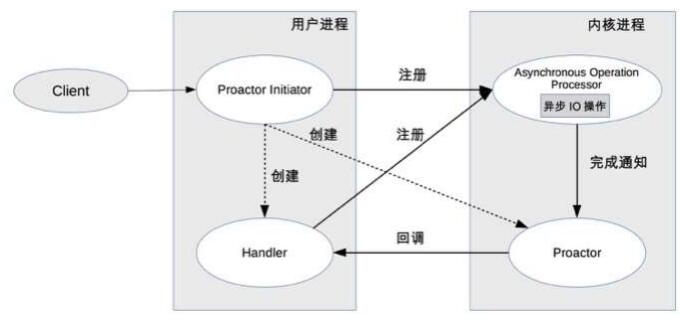 用户进程
内核进程
Client
Proactor Initiator
注册
Asynchronous Operation
Processor
异步 IO 操作
创建
注册
创建
完成通知
Handler
回调
Proactor